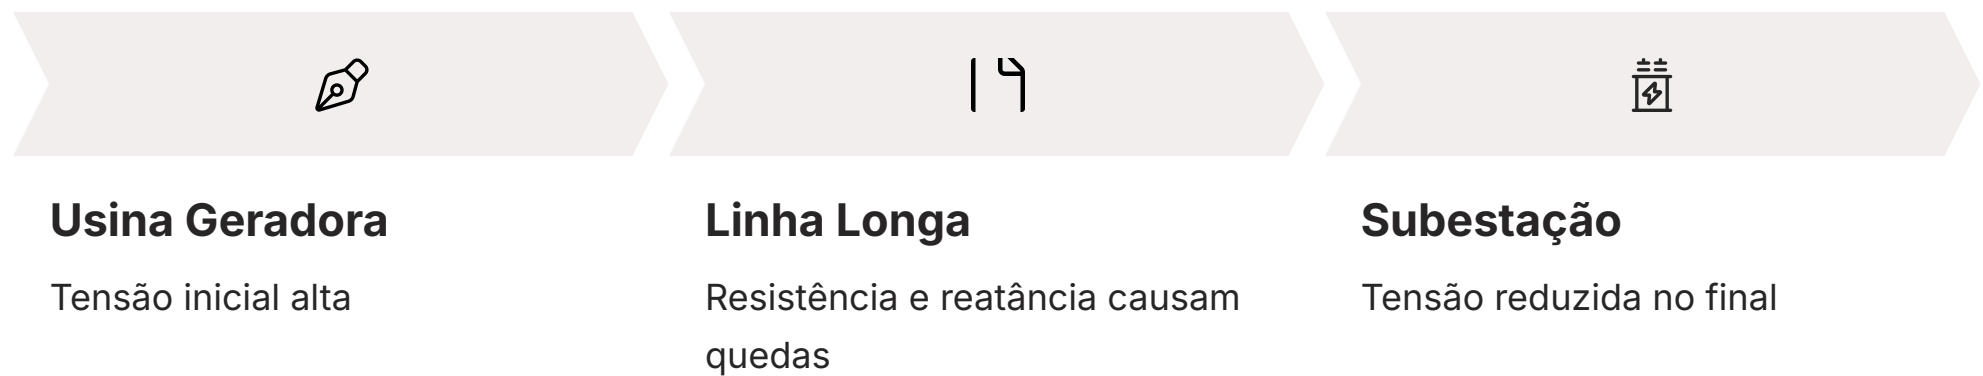 Usina Geradora
Tensão inicial alta
Linha Longa
Resistência e reatância causam
quedas
Subestação
Tensão reduzida no final